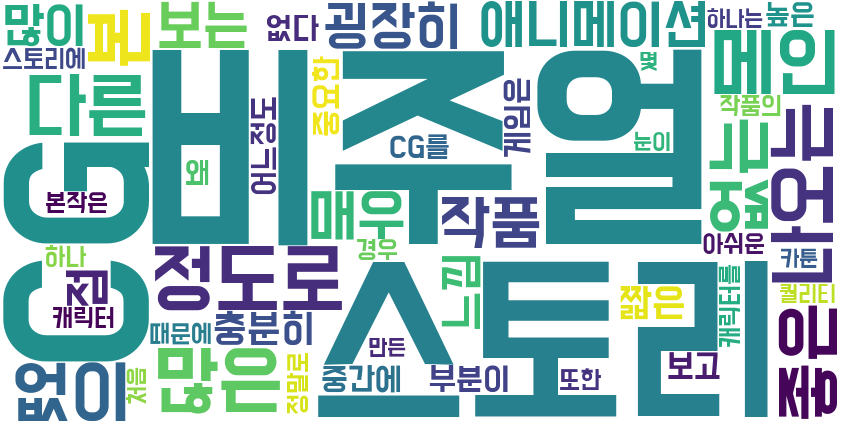 많이
본
보는
없다
굉장히
애니메이션
하나는
높은
스토리에
메인
다른
비주얼
CG
중요한
몇
작품의
어느정도
CG를
게임은
눈이
왜
본작은
매우
작품
아쉬운
하나
점
정도로
경우
느낌
스토리
카툰
짧은
퀄리티
캐릭터
때문에
충분히
캐릭터를
좋은
없이
처음
많은
정말로
만든
중간에
부분이
또한
보고